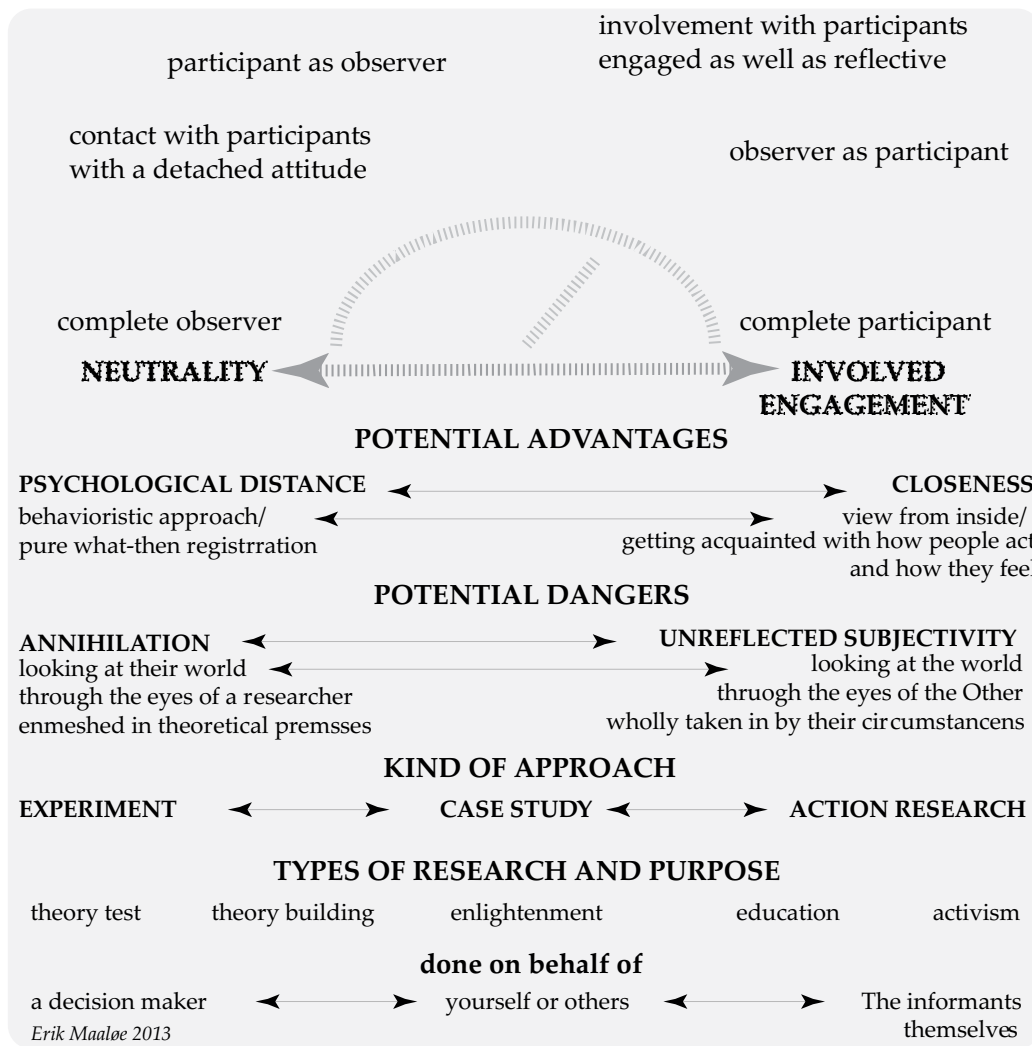 involvement with participants
participant as observer
engaged as well as reflective
contact with participants
with a detached attitude
observer as participant
complete observer
complete participant
NEUTRALITY
INVOLVED
ENGAGEMENT
POTENTIAL ADVANTAGES
PSYCHOLOGICAL DISTANCE CLOSENESS
behavioristic approach/ view from inside/
pure what-then registrration getting acquainted with how people act
and how they feel
POTENTIAL DANGERS
ANNIHILATION UNREFLECTED SUBJECTIVITY
looking at their world looking at the world
through the eyes of a researcher thruogh the eyes of the Other
enmeshed in theoretical premsses wholly taken in by their circumstancens
KIND OF APPROACH
EXPERIMENT CASE STUDY ACTION RESEARCH
TYPES OF RESEARCH AND PURPOSE
theory test theory building enlightenment education activism
done on behalf of
a decision maker yourself or others The informants
Erik Maaløe 2013 themselves